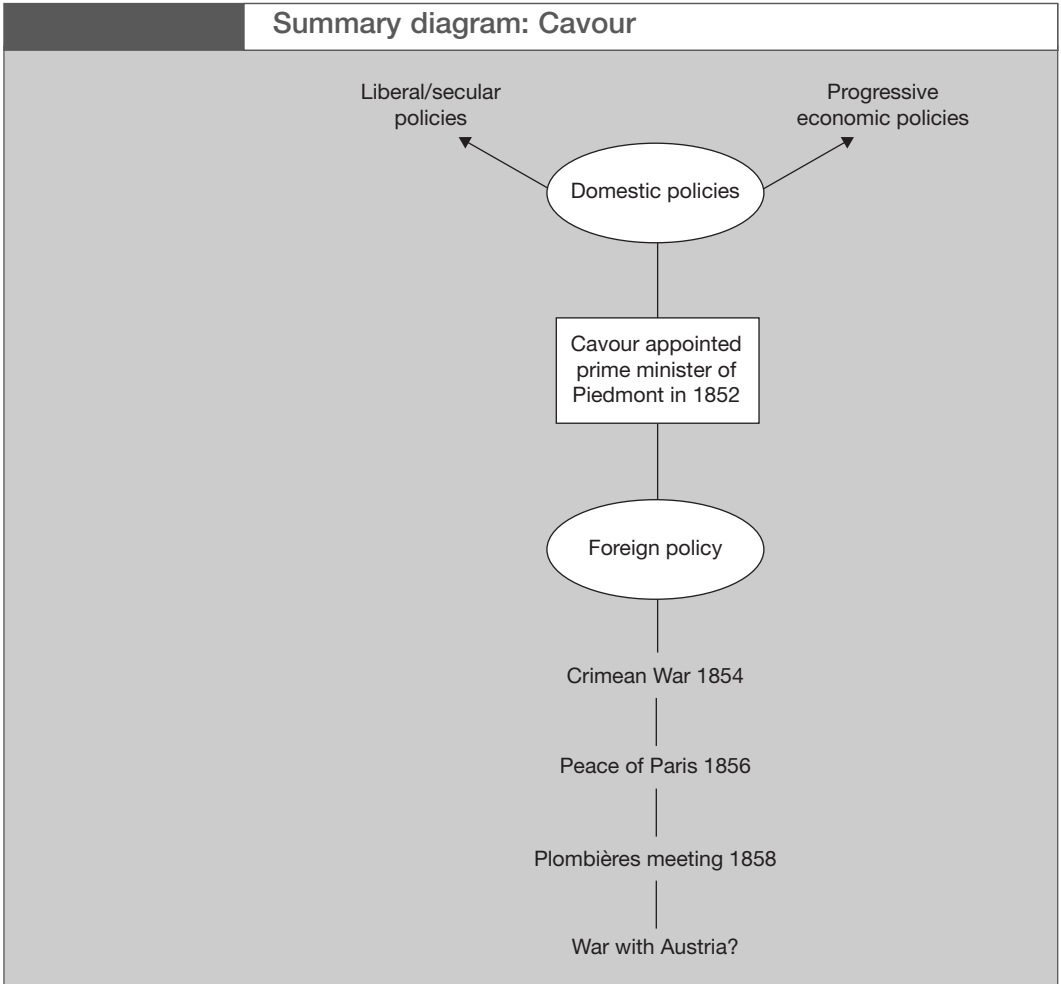 Summary diagram: Cavour
Liberal/secular
policies
Progressive
economic policies
Domestic policies
Cavour appointed
prime minister of
Piedmont in 1852
Foreign policy
Crimean War 1854
Peace of Paris 1856
Plombières meeting 1858
War with Austria?